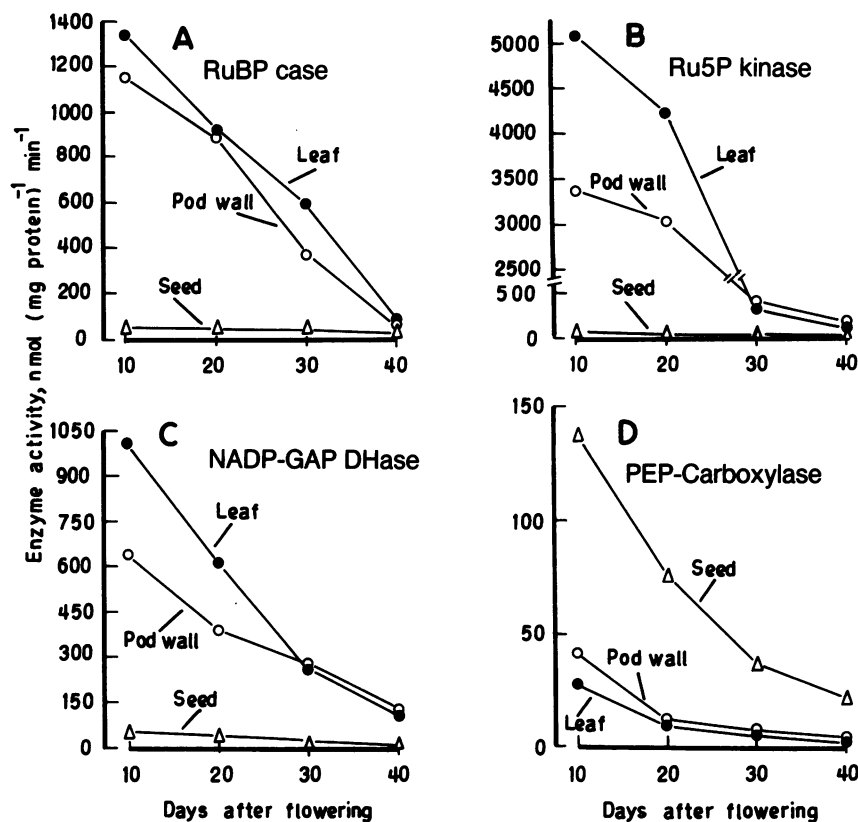 Enzyme activity, n mol (mg protein)⁻¹ min⁻¹
A
RuBP case
1400
1200
1000
800
600
400
200
0
Leaf
Pod wall
Seed
10 20 30 40
B
Ru5P kinase
5000
4500
4000
3500
3000
2500
500
0
Leaf
Pod wall
Seed
10 20 30 40
C
NADP-GAP DHase
1050
900
750
600
450
300
150
0
Leaf
Pod wall
Seed
10 20 30 40
Days after flowering
D
PEP-Carboxylase
150
100
50
0
Seed
Pod wall
Leaf
10 20 30 40
Days after flowering